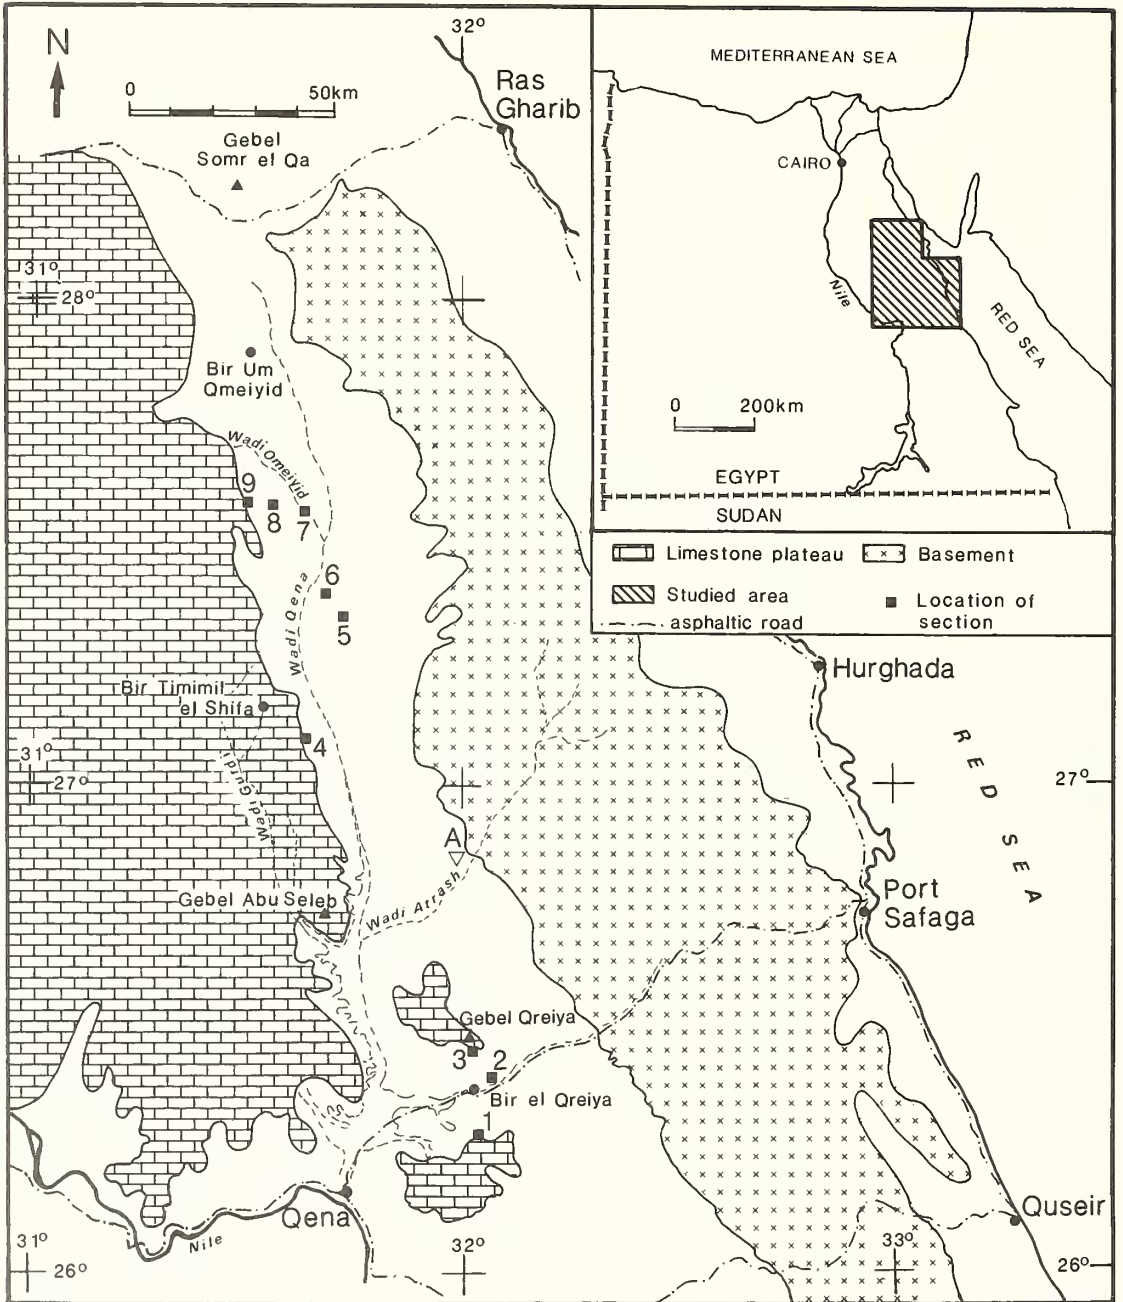 N
0 50km
Gebel
Somr el Qa
32°
Ras
Gharib
MEDITERRANEAN SEA
CAIRO
Nile
RED SEA
0 200km
EGYPT
SUDAN
Limestone plateau
Basement
Studied area
Location of
section
asphaltic road
31°
28°
Bir Um
Qmeiyid
Wadi Omeiyid
9
8
7
6
5
Wadi Qena
Bir Timimil
el Shifa
4
Hurghada
RED SEA
31°
27°
27°
Wadi Gurdi
A
Gebel Abu Seleb
Wadi Attrash
Port
Safaga
Gebel Qreiya
3
2
Bir el Qreiya
1
Qena
Nile
Quseir
31°
26°
32°
33°
26°